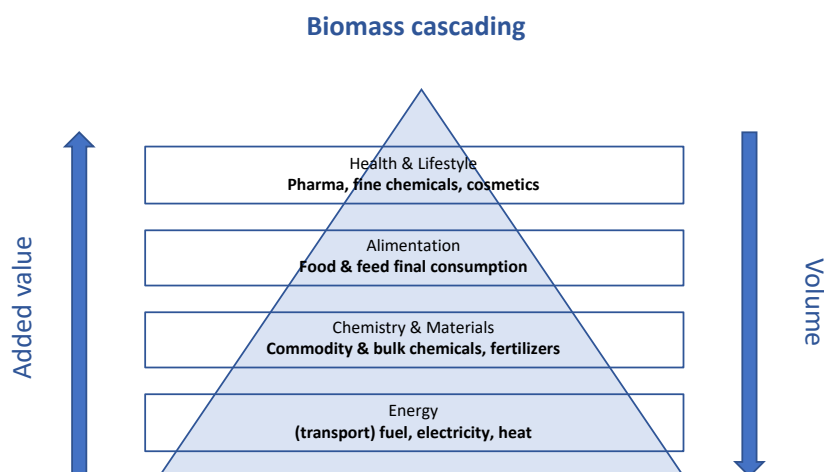 Biomass cascading
Health & Lifestyle
Pharma, fine chemicals, cosmetics
Alimentation
Food & feed final consumption
Chemistry & Materials
Commodity & bulk chemicals, fertilizers
Energy
(transport) fuel, electricity, heat
Added value
Volume